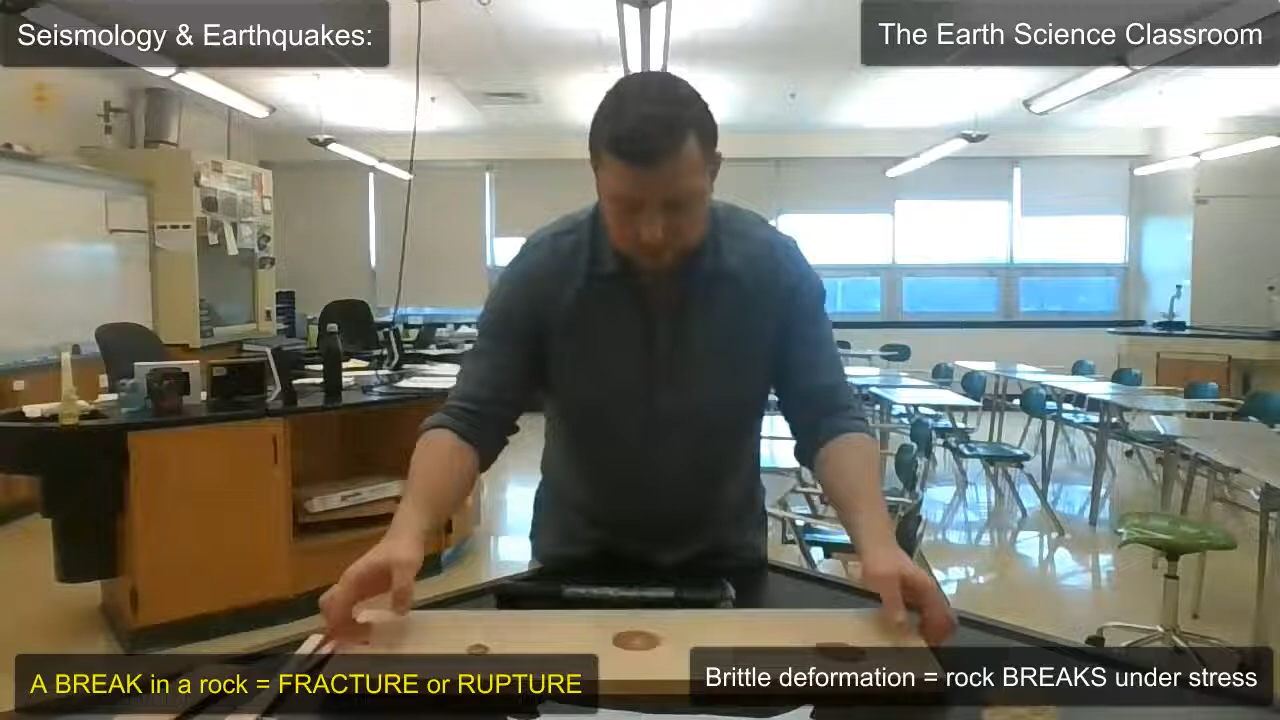 Seismology & Earthquakes:
The Earth Science Classroom
A BREAK in a rock = FRACTURE or RUPTURE
Brittle deformation = rock BREAKS under stress